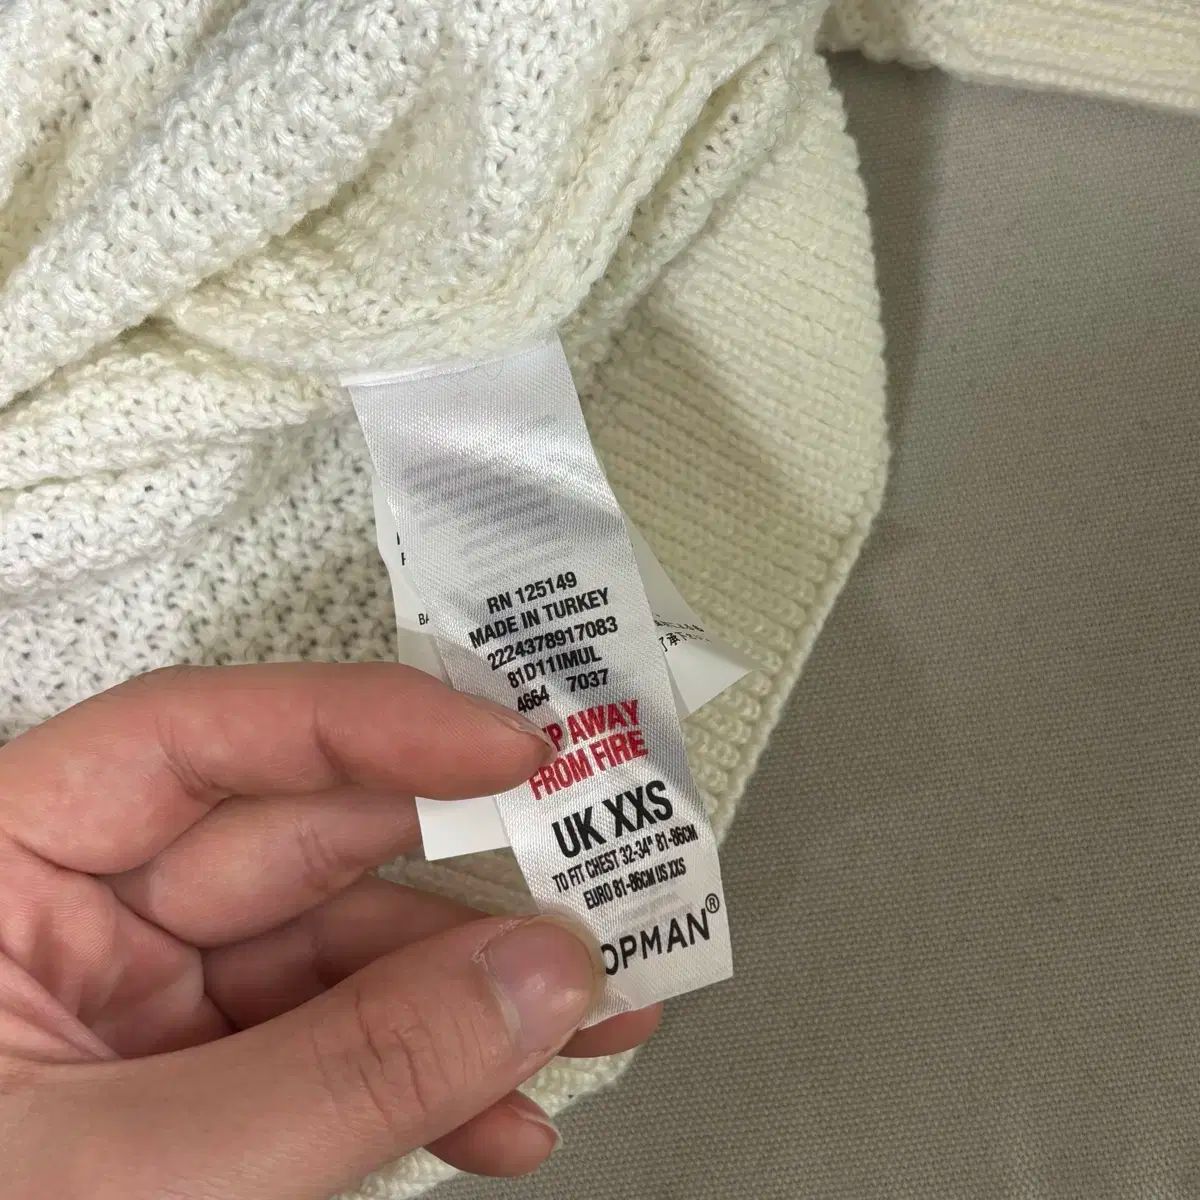 RN 125149
MADE IN TURKEY
2224378917083
81D11IMUL
4664 7037
AWAY
FROM FIRE
UK XXS
TO FIT CHEST 32-34" 81-86CM
EURO 81-86CM US XXS
OPMAN®